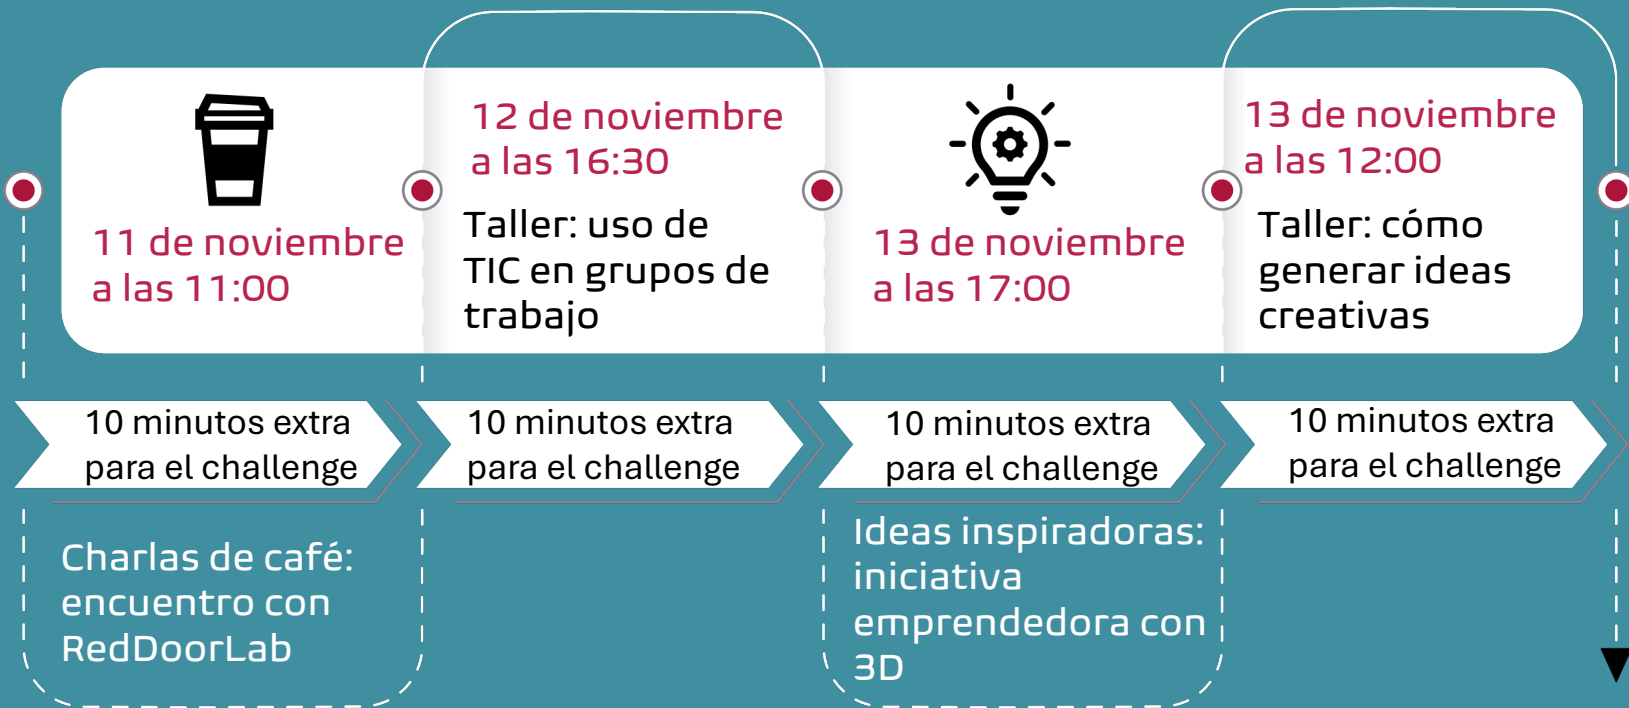 11 de noviembre
a las 11:00
12 de noviembre
a las 16:30
Taller: uso de
TIC en grupos de
trabajo
13 de noviembre
a las 17:00
13 de noviembre
a las 12:00
Taller: cómo
generar ideas
creativas
10 minutos extra
para el challenge
10 minutos extra
para el challenge
10 minutos extra
para el challenge
10 minutos extra
para el challenge
Charlas de café:
encuentro con
RedDoorLab
Ideas inspiradoras:
iniciativa
emprendedora con
3D